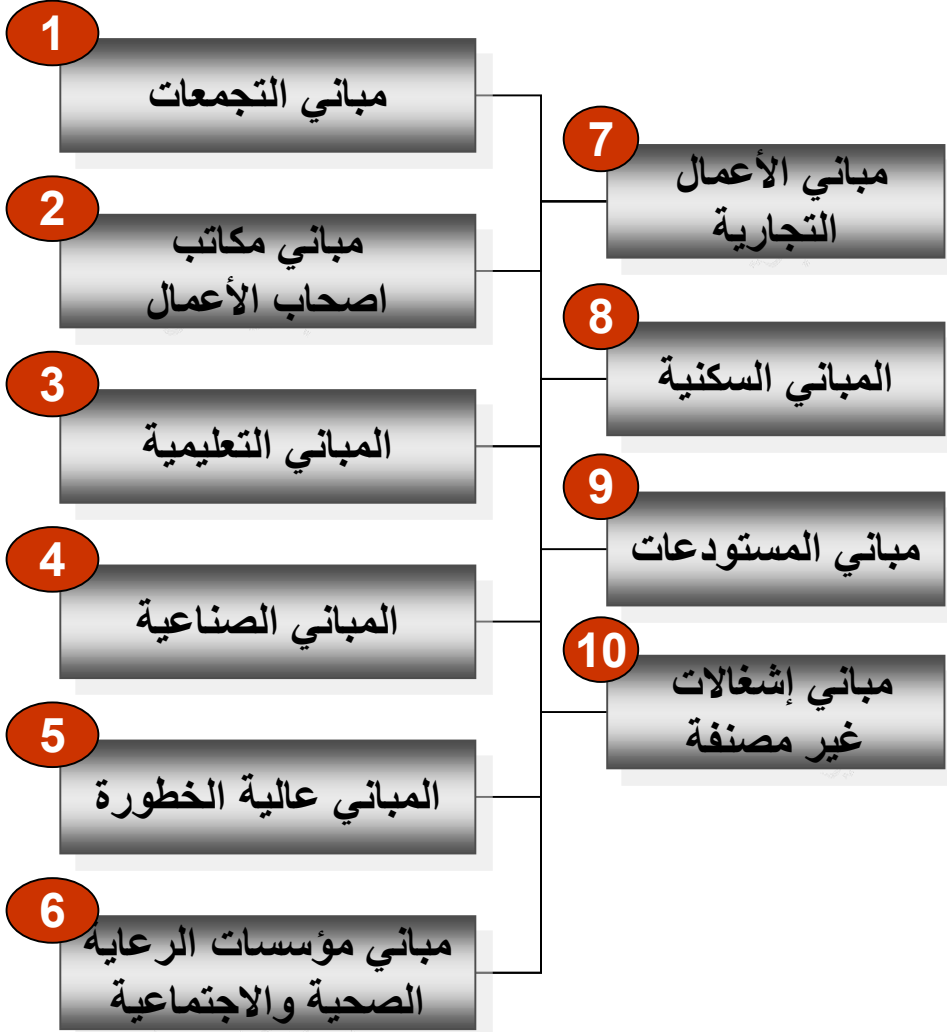 1
مباني التجمعات
2
مباني مكاتب
اصحاب الأعمال
3
المباني التعليمية
4
المباني الصناعية
5
المباني عالية الخطورة
6
مباني مؤسسات الرعاية
الصحية والاجتماعية
7
مباني الأعمال
التجارية
8
المباني السكنية
9
مباني المستودعات
10
مباني إشغالات
غير مصنفة